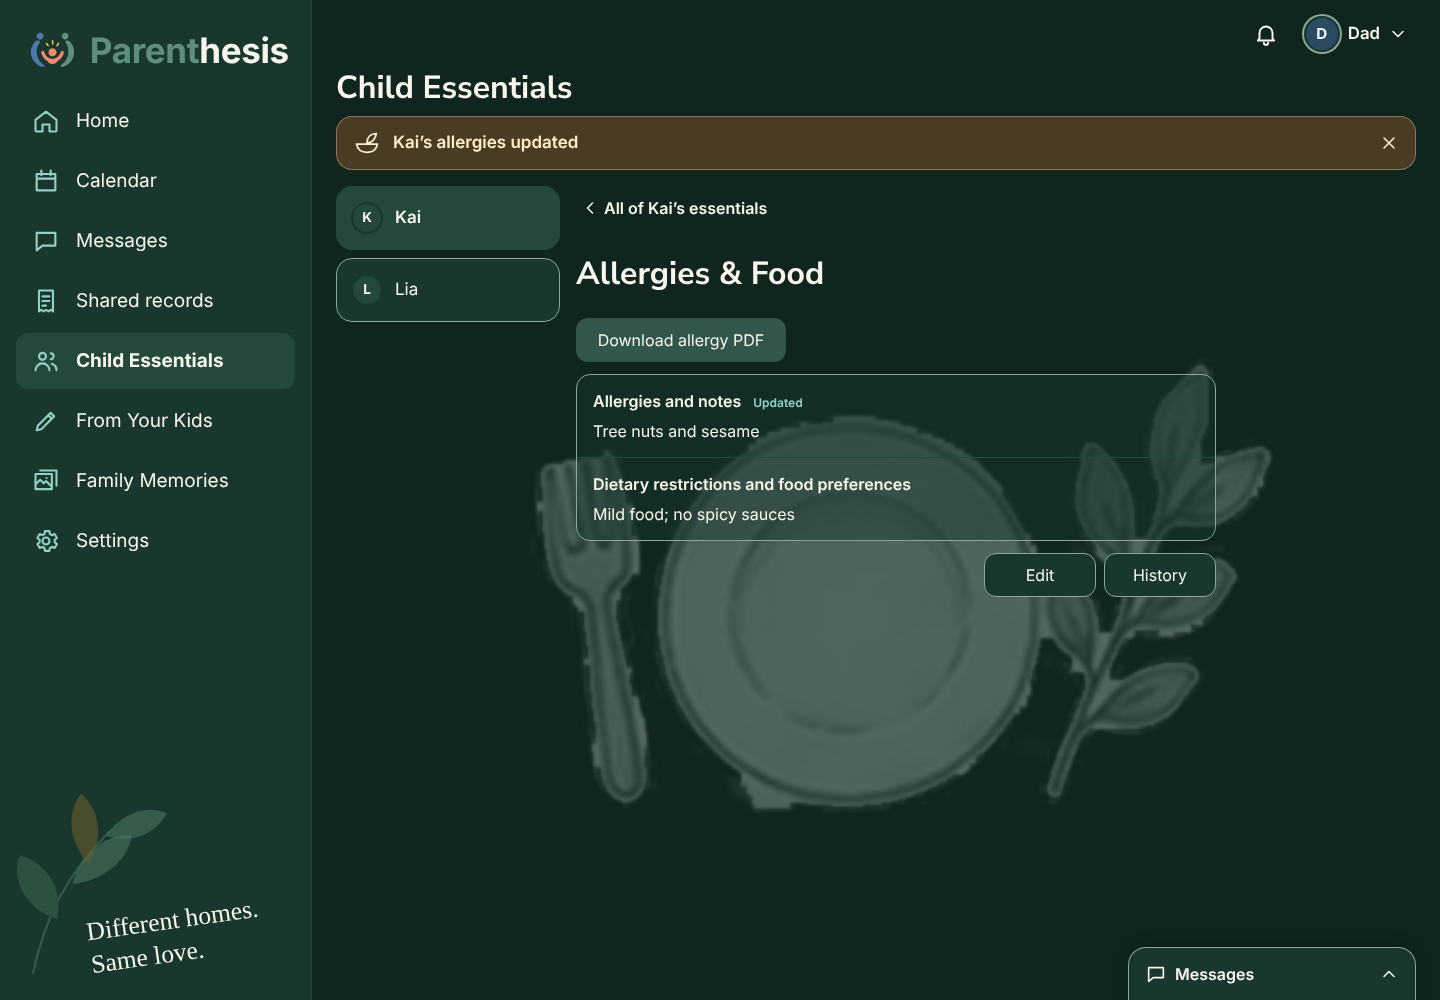 Parenthesis
Home
Calendar
Messages
Shared records
Child Essentials
From Your Kids
Family Memories
Settings
Different homes.
Same love.
D Dad
Child Essentials
Kai’s allergies updated
K Kai
L Lia
All of Kai’s essentials
Allergies & Food
Download allergy PDF
Allergies and notes Updated
Tree nuts and sesame
Dietary restrictions and food preferences
Mild food; no spicy sauces
Edit History
Messages